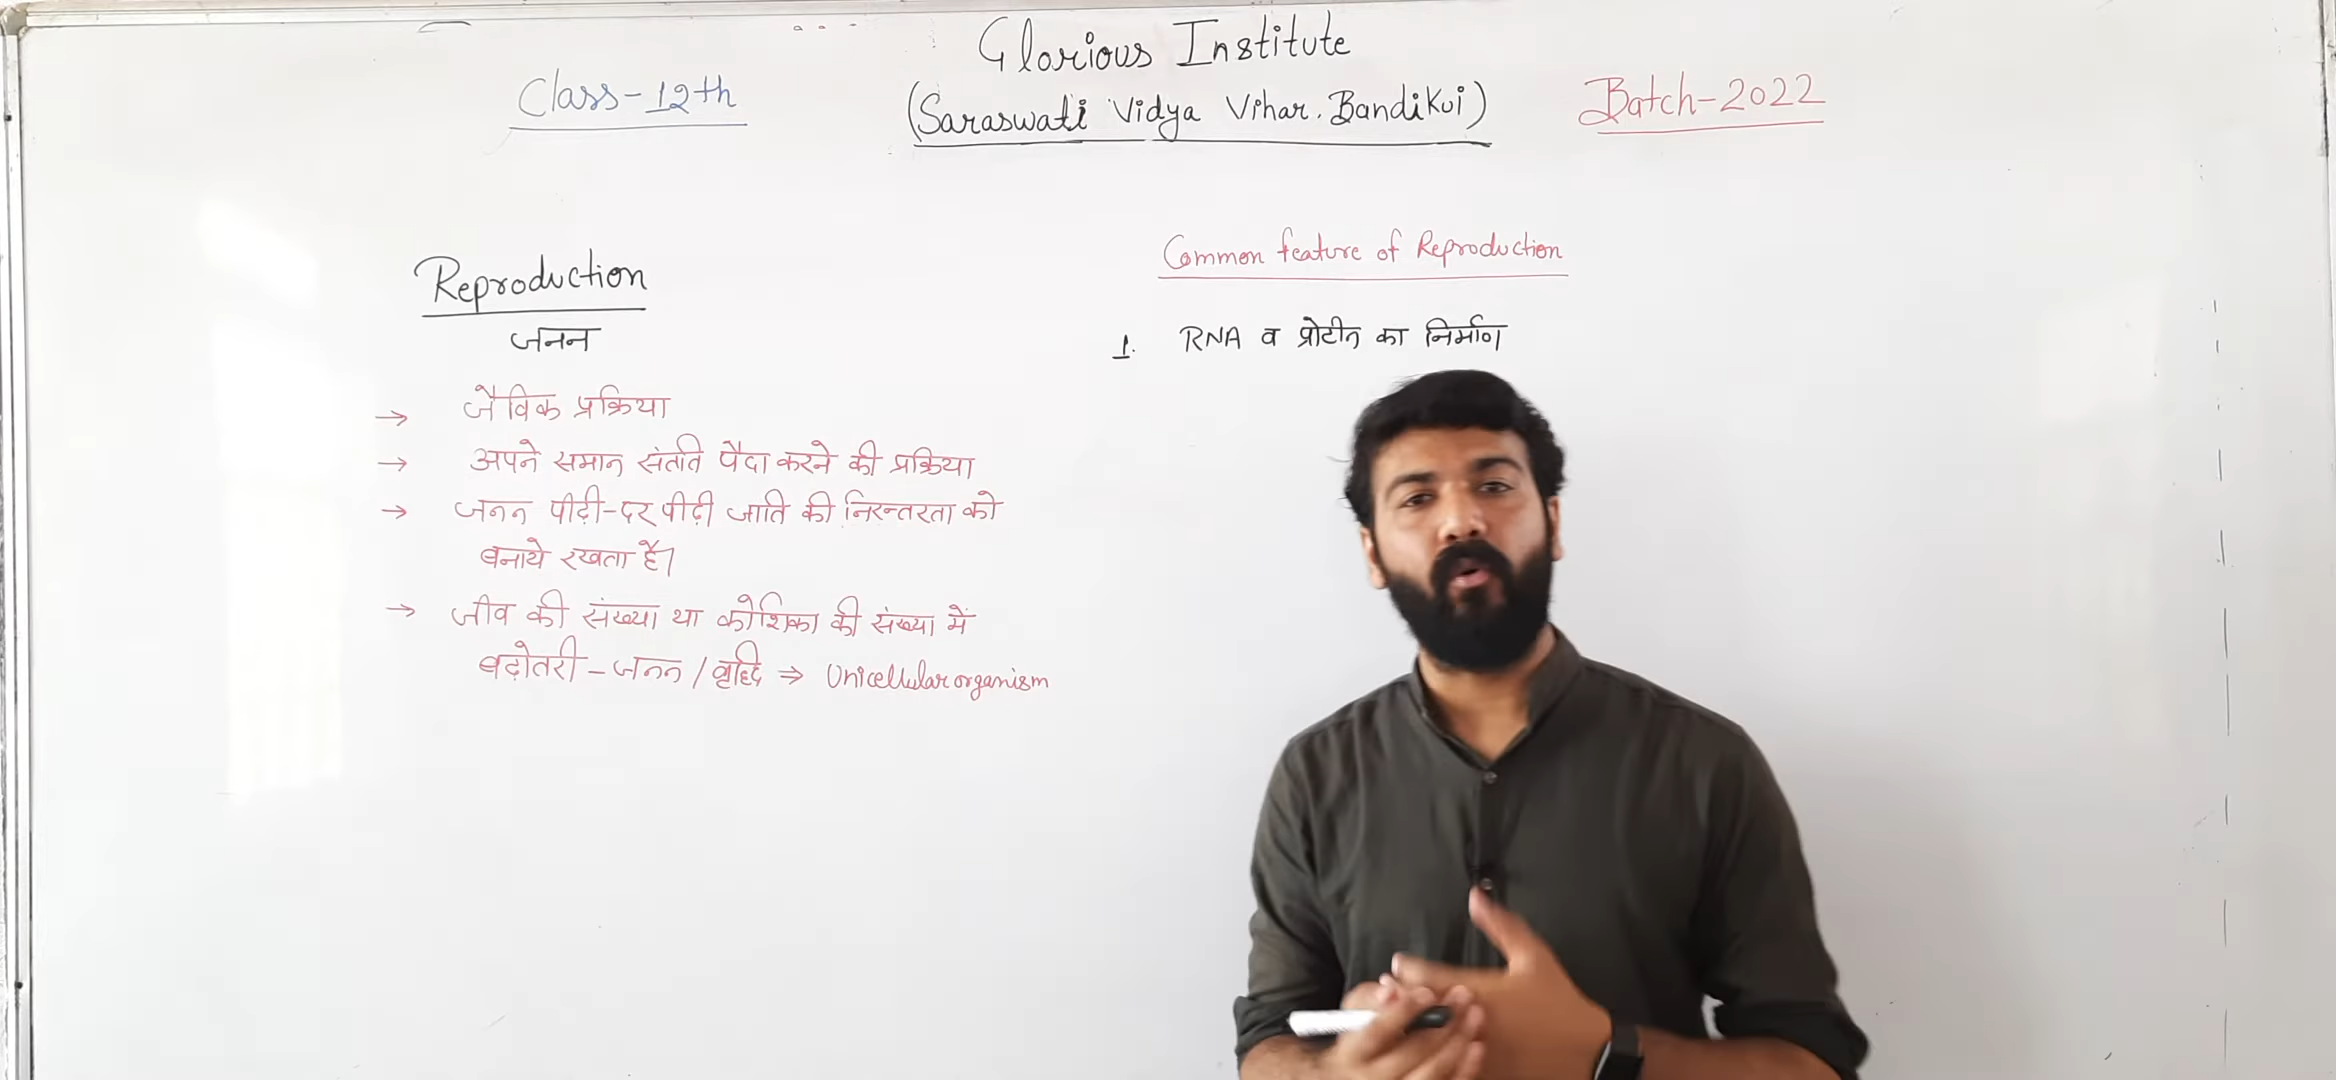 Glorious Institute
Class-12th
(Saraswati Vidya Vihar. Bandikui)
Batch-2022
Reproduction
जनन
→ जैविक प्रक्रिया
→ अपने समान संतति पैदा करने की प्रक्रिया
→ जनन पीढ़ी-दर पीढ़ी जाति की निरन्तरता को
बनाये रखता है।
→ जीव की संख्या या कोशिका की संख्या में
बढ़ोतरी - जनन / वृद्धि ⇒ Unicellular organism
Common feature of Reproduction
1. RNA व प्रोटीन का निर्माण